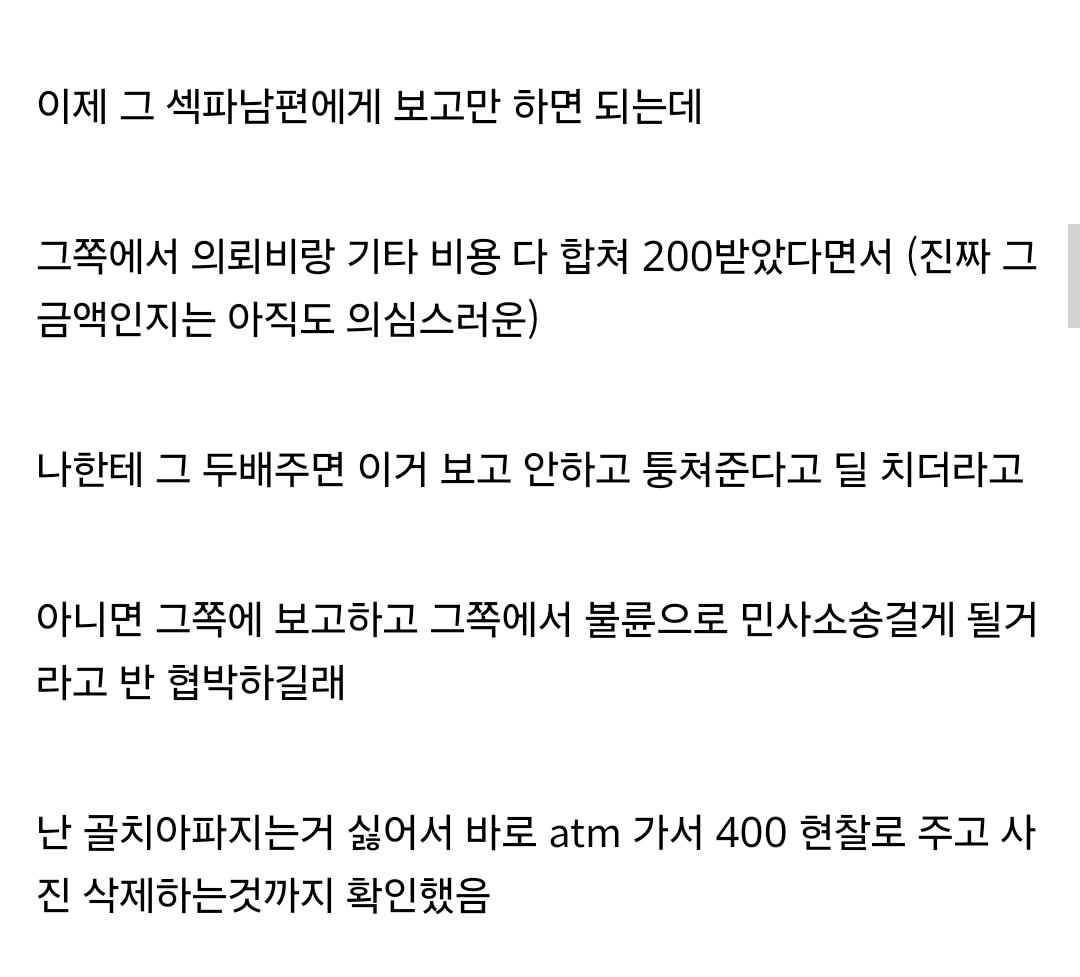 이제 그 섹파남편에게 보고만 하면 되는데
그쪽에서 의뢰비랑 기타 비용 다 합쳐 200받았다면서 (진짜 그
금액인지는 아직도 의심스러운)
나한테 그 두배주면 이거 보고 안하고 퉁쳐준다고 딜 치더라고
아니면 그쪽에 보고하고 그쪽에서 불륜으로 민사소송걸게 될거
라고 반 협박하길래
난 골치아파지는거 싫어서 바로 atm 가서 400 현찰로 주고 사
진 삭제하는것까지 확인했음